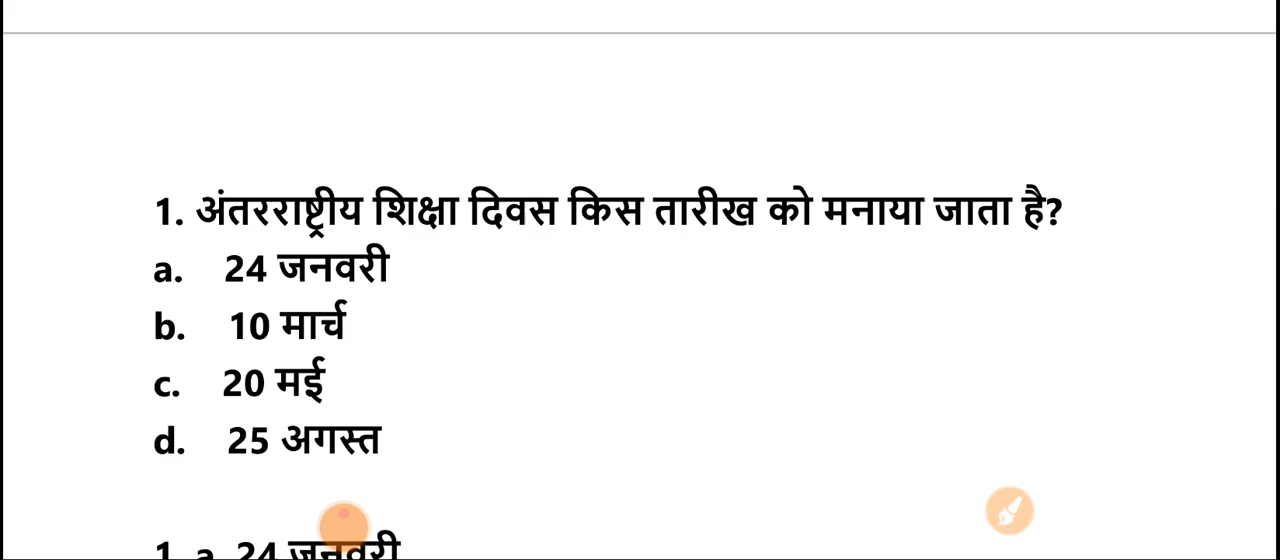 1. अंतरराष्ट्रीय शिक्षा दिवस किस तारीख को मनाया जाता है?
a. 24 जनवरी
b. 10 मार्च
c. 20 मई
d. 25 अगस्त
1. a. 24 जनवरी